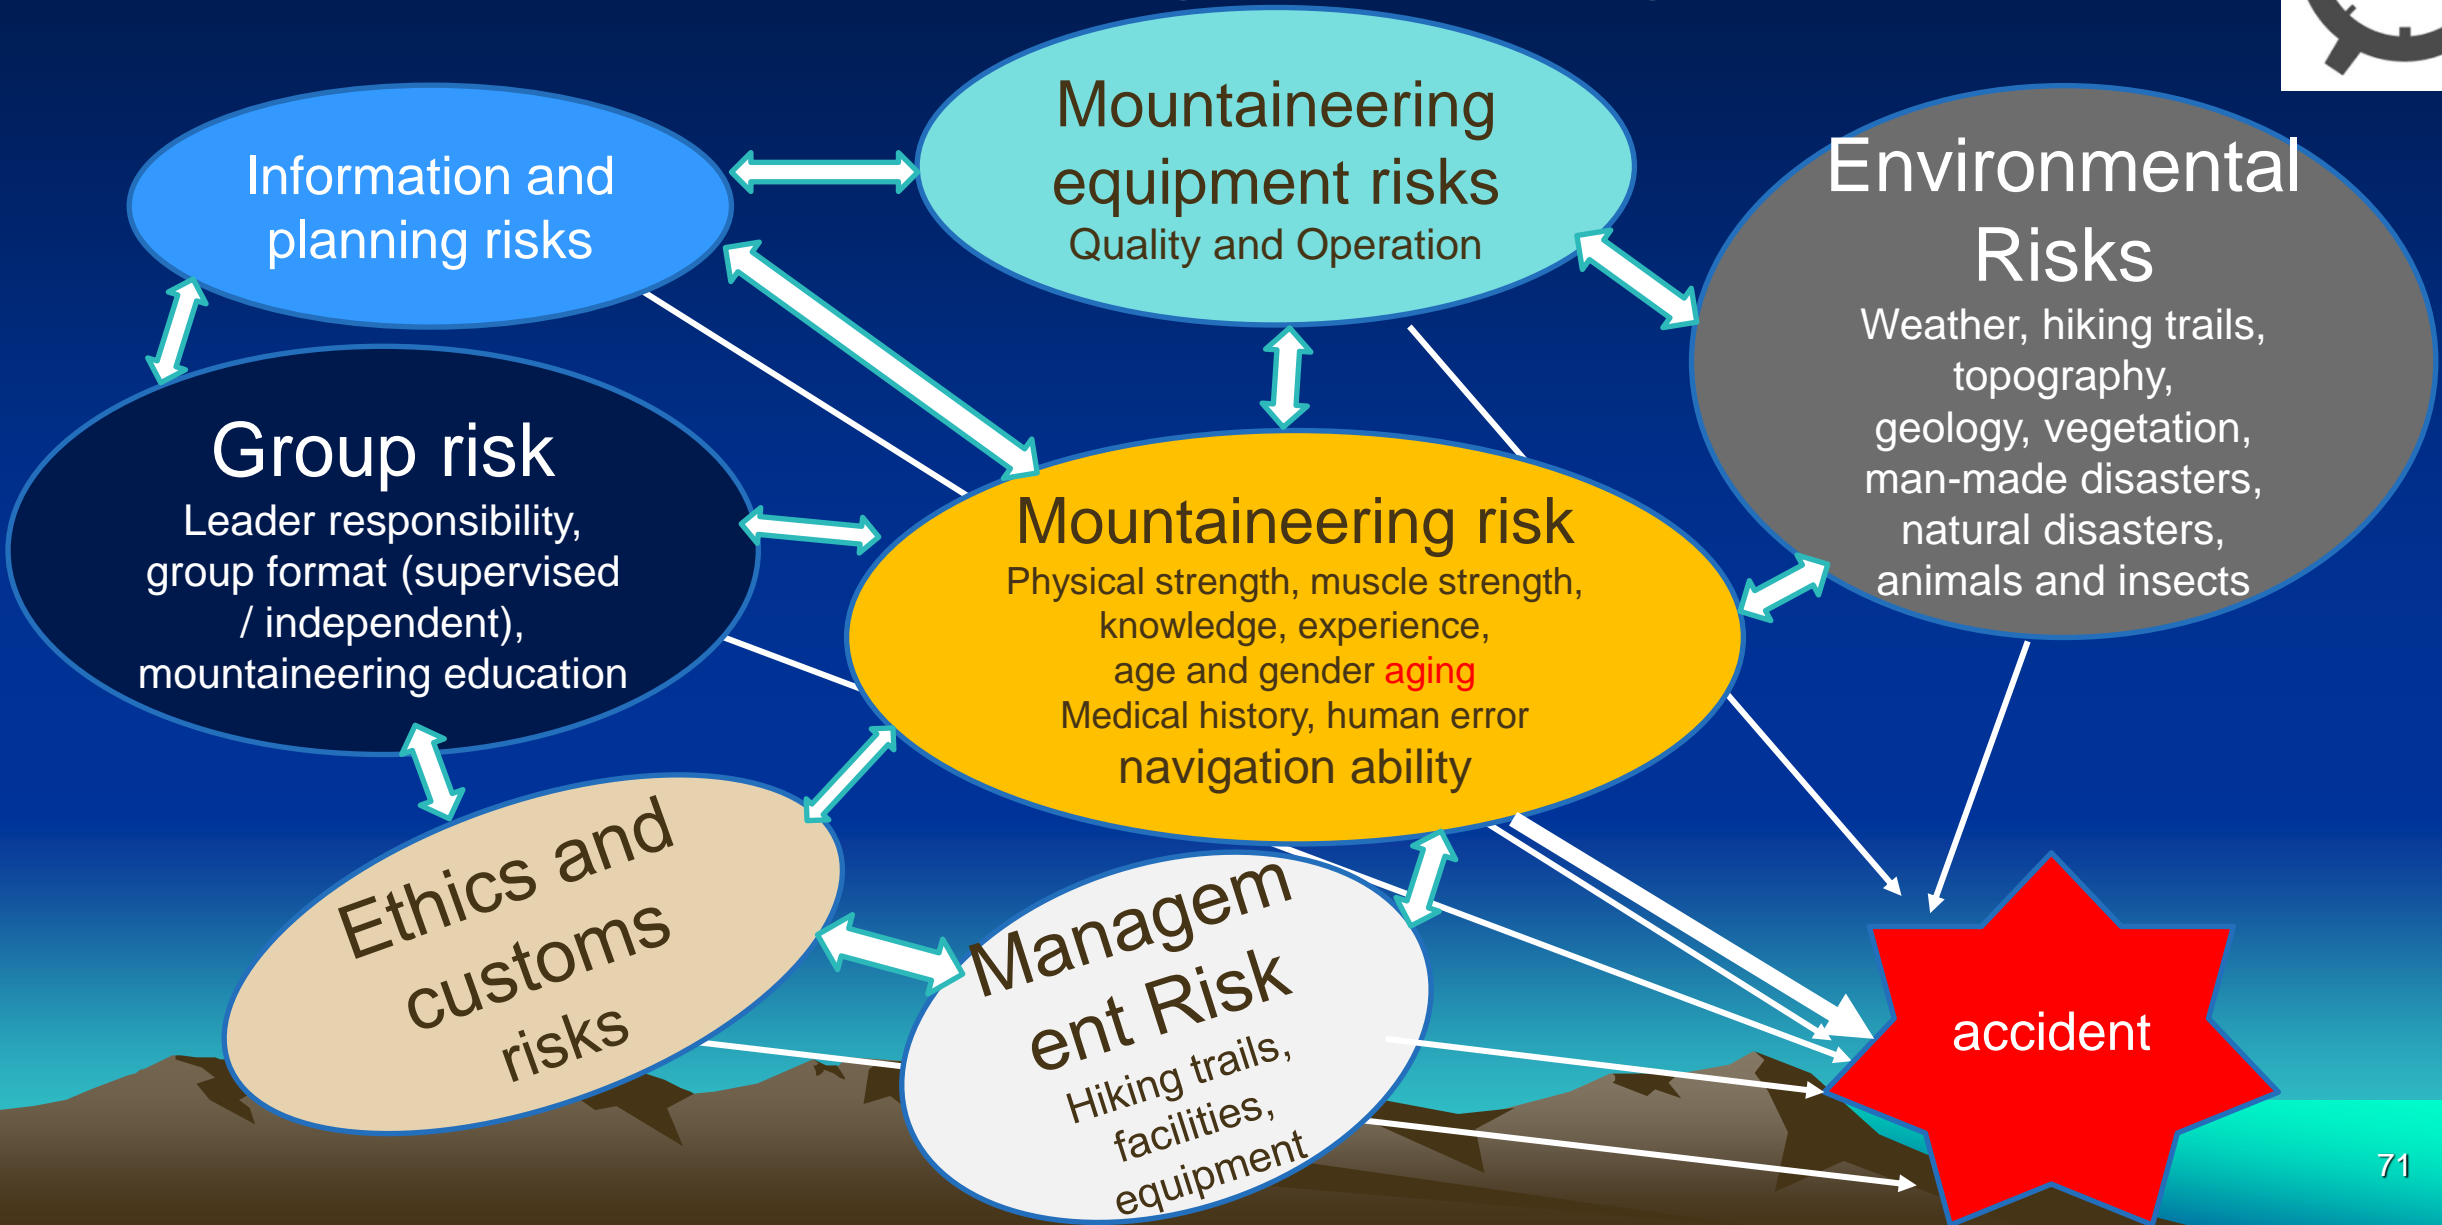 Information and
planning risks
Mountaineering
equipment risks
Quality and Operation
Environmental
Risks
Weather, hiking trails,
topography,
geology, vegetation,
man-made disasters,
natural disasters,
animals and insects
Group risk
Leader responsibility,
group format (supervised
/ independent),
mountaineering education
Mountaineering risk
Physical strength, muscle strength,
knowledge, experience,
age and gender aging
Medical history, human error
navigation ability
Ethics and
customs
risks
Managem
ent Risk
Hiking trails,
facilities,
equipment
accident
71